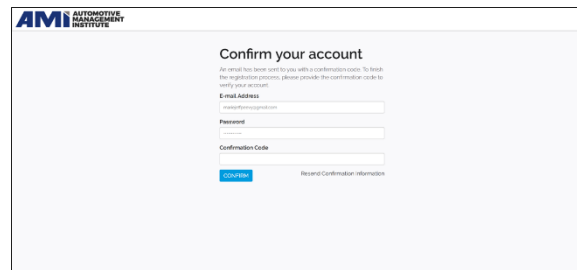 AMi AUTOMOTIVE
MANAGEMENT
INSTITUTE
Confirm your account
An email has been sent to you with a confirmation code. To finish
the registration process, please provide the confirmation code to
verify your account.
E-mail Address
Password
--------
Confirmation Code
CONFIRM
Resend Confirmation Information